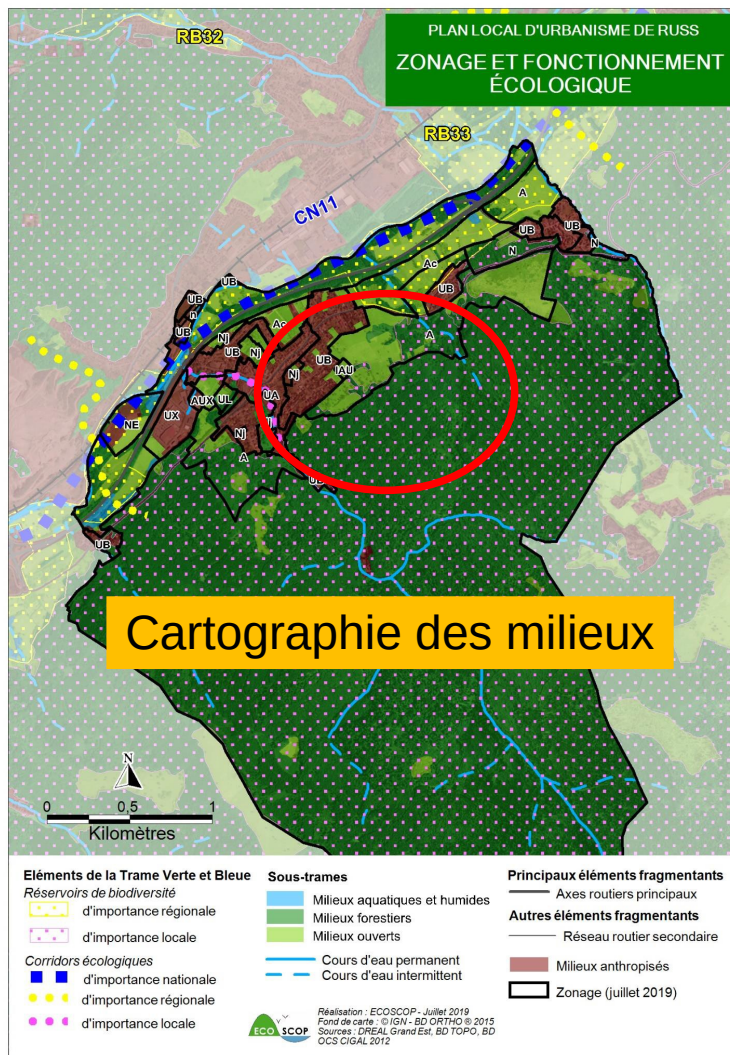 PLAN LOCAL D'URBANISME DE RUSS
ZONAGE ET FONCTIONNEMENT
ÉCOLOGIQUE
RB32
RB33
CN11
A
UB
UB
N
N
Ac
UB
UB
UB
n
UB
Nj
Ac
A
UB
Nj
UB
Nj
IAU
UA
AUX
UL
UX
NE
Nj
A
UB
UB
Cartographie des milieux
N
0 0,5 1
Kilomètres
Eléments de la Trame Verte et Bleue
Réservoirs de biodiversité
d'importance régionale
d'importance locale
Corridors écologiques
d'importance nationale
d'importance régionale
d'importance locale
Sous-trames
Milieux aquatiques et humides
Milieux forestiers
Milieux ouverts
Cours d'eau permanent
Cours d'eau intermittent
Principaux éléments fragmentants
Axes routiers principaux
Autres éléments fragmentants
Réseau routier secondaire
Milieux anthropisés
Zonage (juillet 2019)
ECO SCOP
Réalisation : ECOSCOP - Juillet 2019
Fond de carte : © IGN - BD ORTHO ® 2015
Sources : DREAL Grand Est, BD TOPO, BD
OCS CIGAL 2012